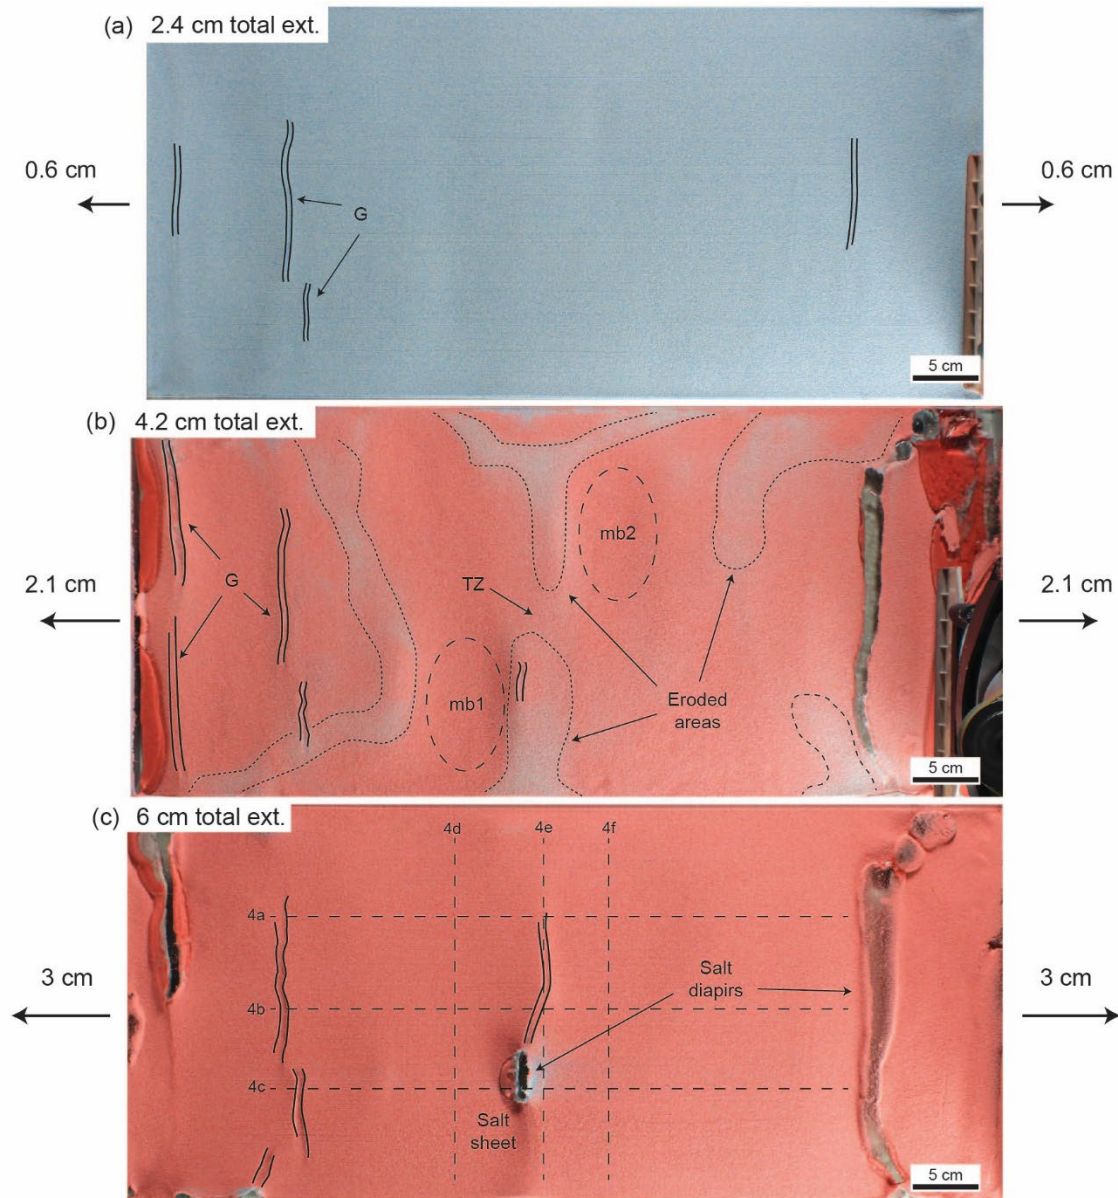 (a) 2.4 cm total ext.
0.6 cm
0.6 cm
G
5 cm
(b) 4.2 cm total ext.
mb2
2.1 cm
G
TZ
2.1 cm
mb1
Eroded
areas
5 cm
(c) 6 cm total ext.
4d
4e
4f
4a
3 cm
Salt
diapirs
3 cm
4b
4c
Salt
sheet
5 cm